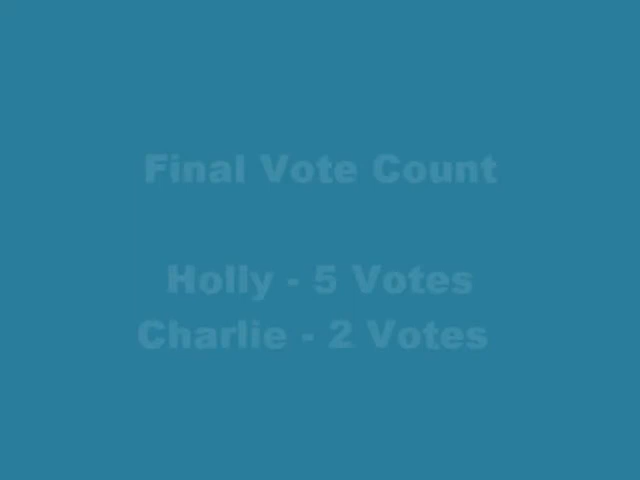 Final Vote Count
Holly - 5 Votes
Charlie - 2 Votes